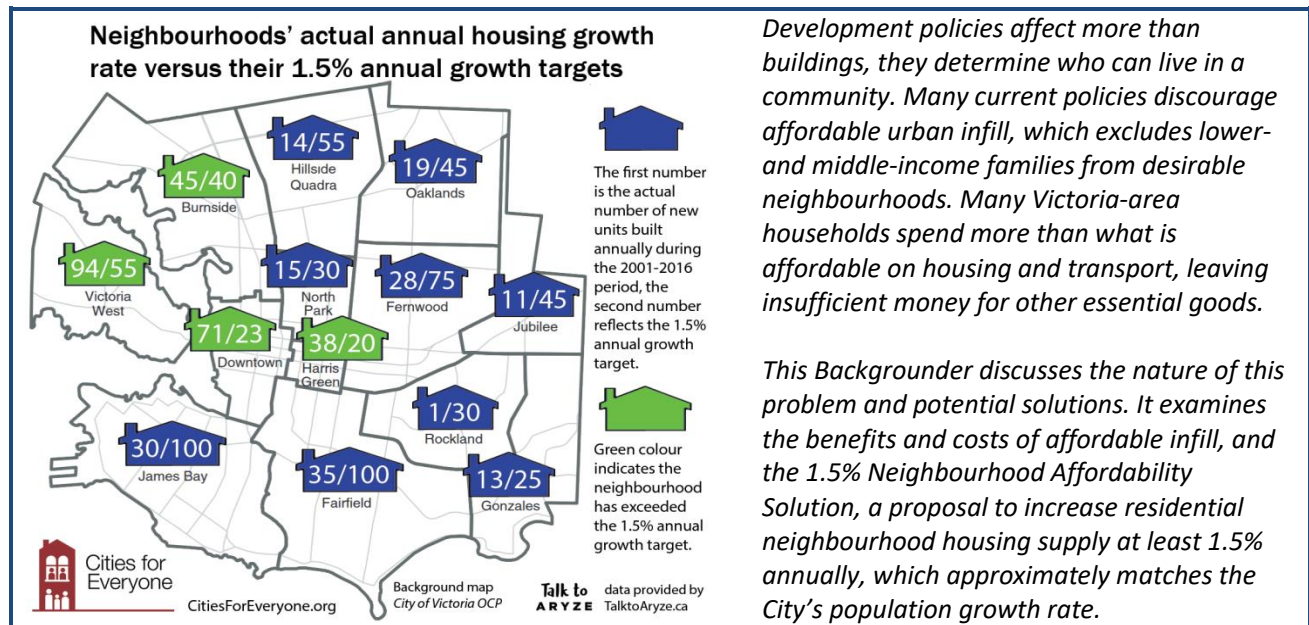 Neighbourhoods' actual annual housing growth
rate versus their 1.5% annual growth targets
14/55
Hillside
Quadra
19/45
Oaklands
45/40
Burnside
94/55
Victoria
West
15/30
North
Park
28/75
Fernwood
11/45
Jubilee
71/23
Downtown
38/20
Harris
Green
1/30
Rockland
30/100
James Bay
35/100
Fairfield
13/25
Gonzales
The first number
is the actual
number of new
units built
annually during
the 2001-2016
period, the
second number
reflects the 1.5%
annual growth
target.
Green colour
indicates the
neighbourhood
has exceeded
the 1.5% annual
growth target.
Cities for
Everyone
CitiesForEveryone.org
Background map
City of Victoria OCP
Talk to
ARYZE
data provided by
TalktoAryze.ca
Development policies affect more than
buildings, they determine who can live in a
community. Many current policies discourage
affordable urban infill, which excludes lower-
and middle-income families from desirable
neighbourhoods. Many Victoria-area
households spend more than what is
affordable on housing and transport, leaving
insufficient money for other essential goods.
This Backgrounder discusses the nature of this
problem and potential solutions. It examines
the benefits and costs of affordable infill, and
the 1.5% Neighbourhood Affordability
Solution, a proposal to increase residential
neighbourhood housing supply at least 1.5%
annually, which approximately matches the
City's population growth rate.